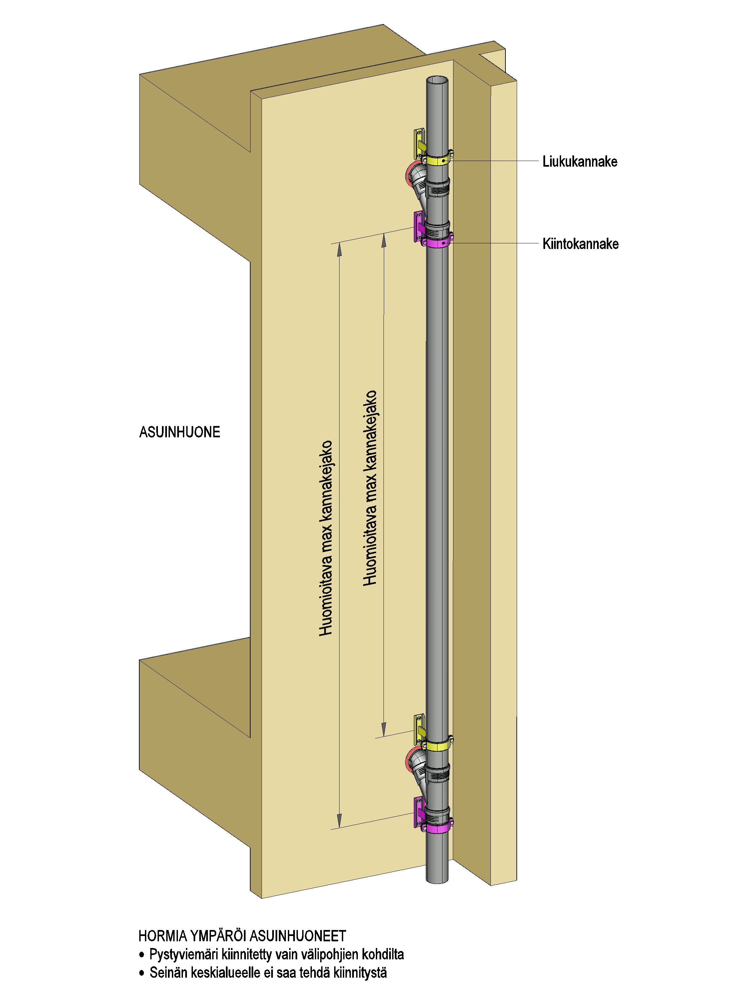 Liukukannake
Kiintokannake
ASUINHUONE
Huomioitava max kannakejako
Huomioitava max kannakejako
HORMIA YMPÄRÖI ASUINHUONEET
• Pystyviemäri kiinnitetty vain välipohjien kohdilta
• Seinän keskialueelle ei saa tehdä kiinnitystä